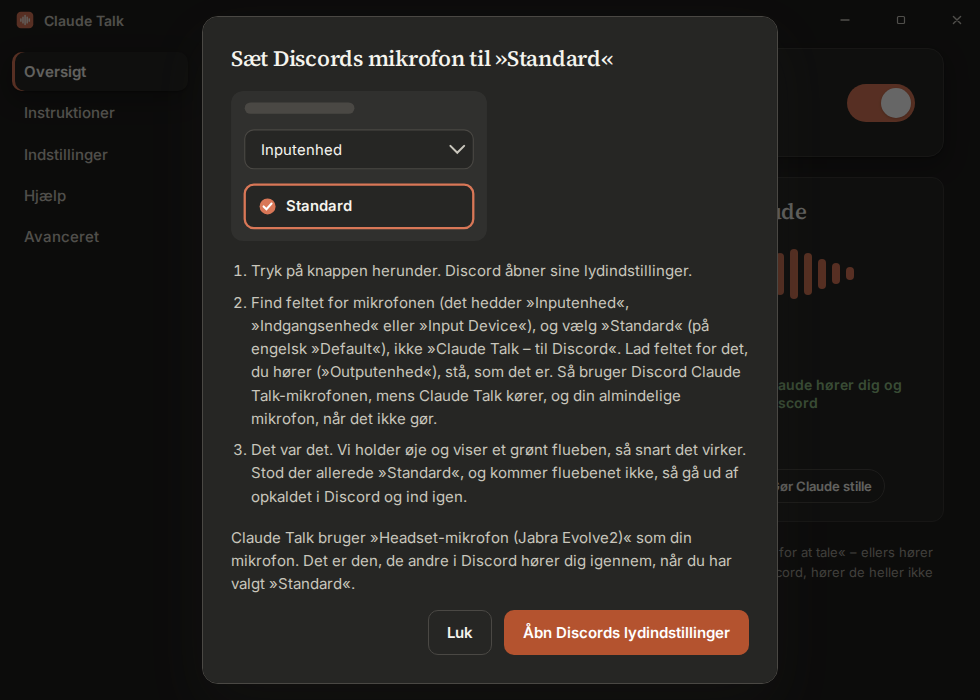 Claude Talk
Oversigt
Instruktioner
Indstillinger
Hjælp
Avanceret
Sæt Discords mikrofon til »Standard«
Inputenhed
Standard
1. Tryk på knappen herunder. Discord åbner sine lydindstillinger.
2. Find feltet for mikrofonen (det hedder »Inputenhed«,
»Indgangsenhed« eller »Input Device«), og vælg »Standard« (på
engelsk »Default«), ikke »Claude Talk – til Discord«. Lad feltet for det,
du hører (»Outputenhed«), stå, som det er. Så bruger Discord Claude
Talk-mikrofonen, mens Claude Talk kører, og din almindelige
mikrofon, når det ikke gør.
3. Det var det. Vi holder øje og viser et grønt flueben, så snart det virker.
Stod der allerede »Standard«, og kommer fluebenet ikke, så gå ud af
opkaldet i Discord og ind igen.
Claude Talk bruger »Headset-mikrofon (Jabra Evolve2)« som din
mikrofon. Det er den, de andre i Discord hører dig igennem, når du har
valgt »Standard«.
Luk
Åbn Discords lydindstillinger
hører dig og
Claude stille
for at tale« – ellers hører
hører de heller ikke